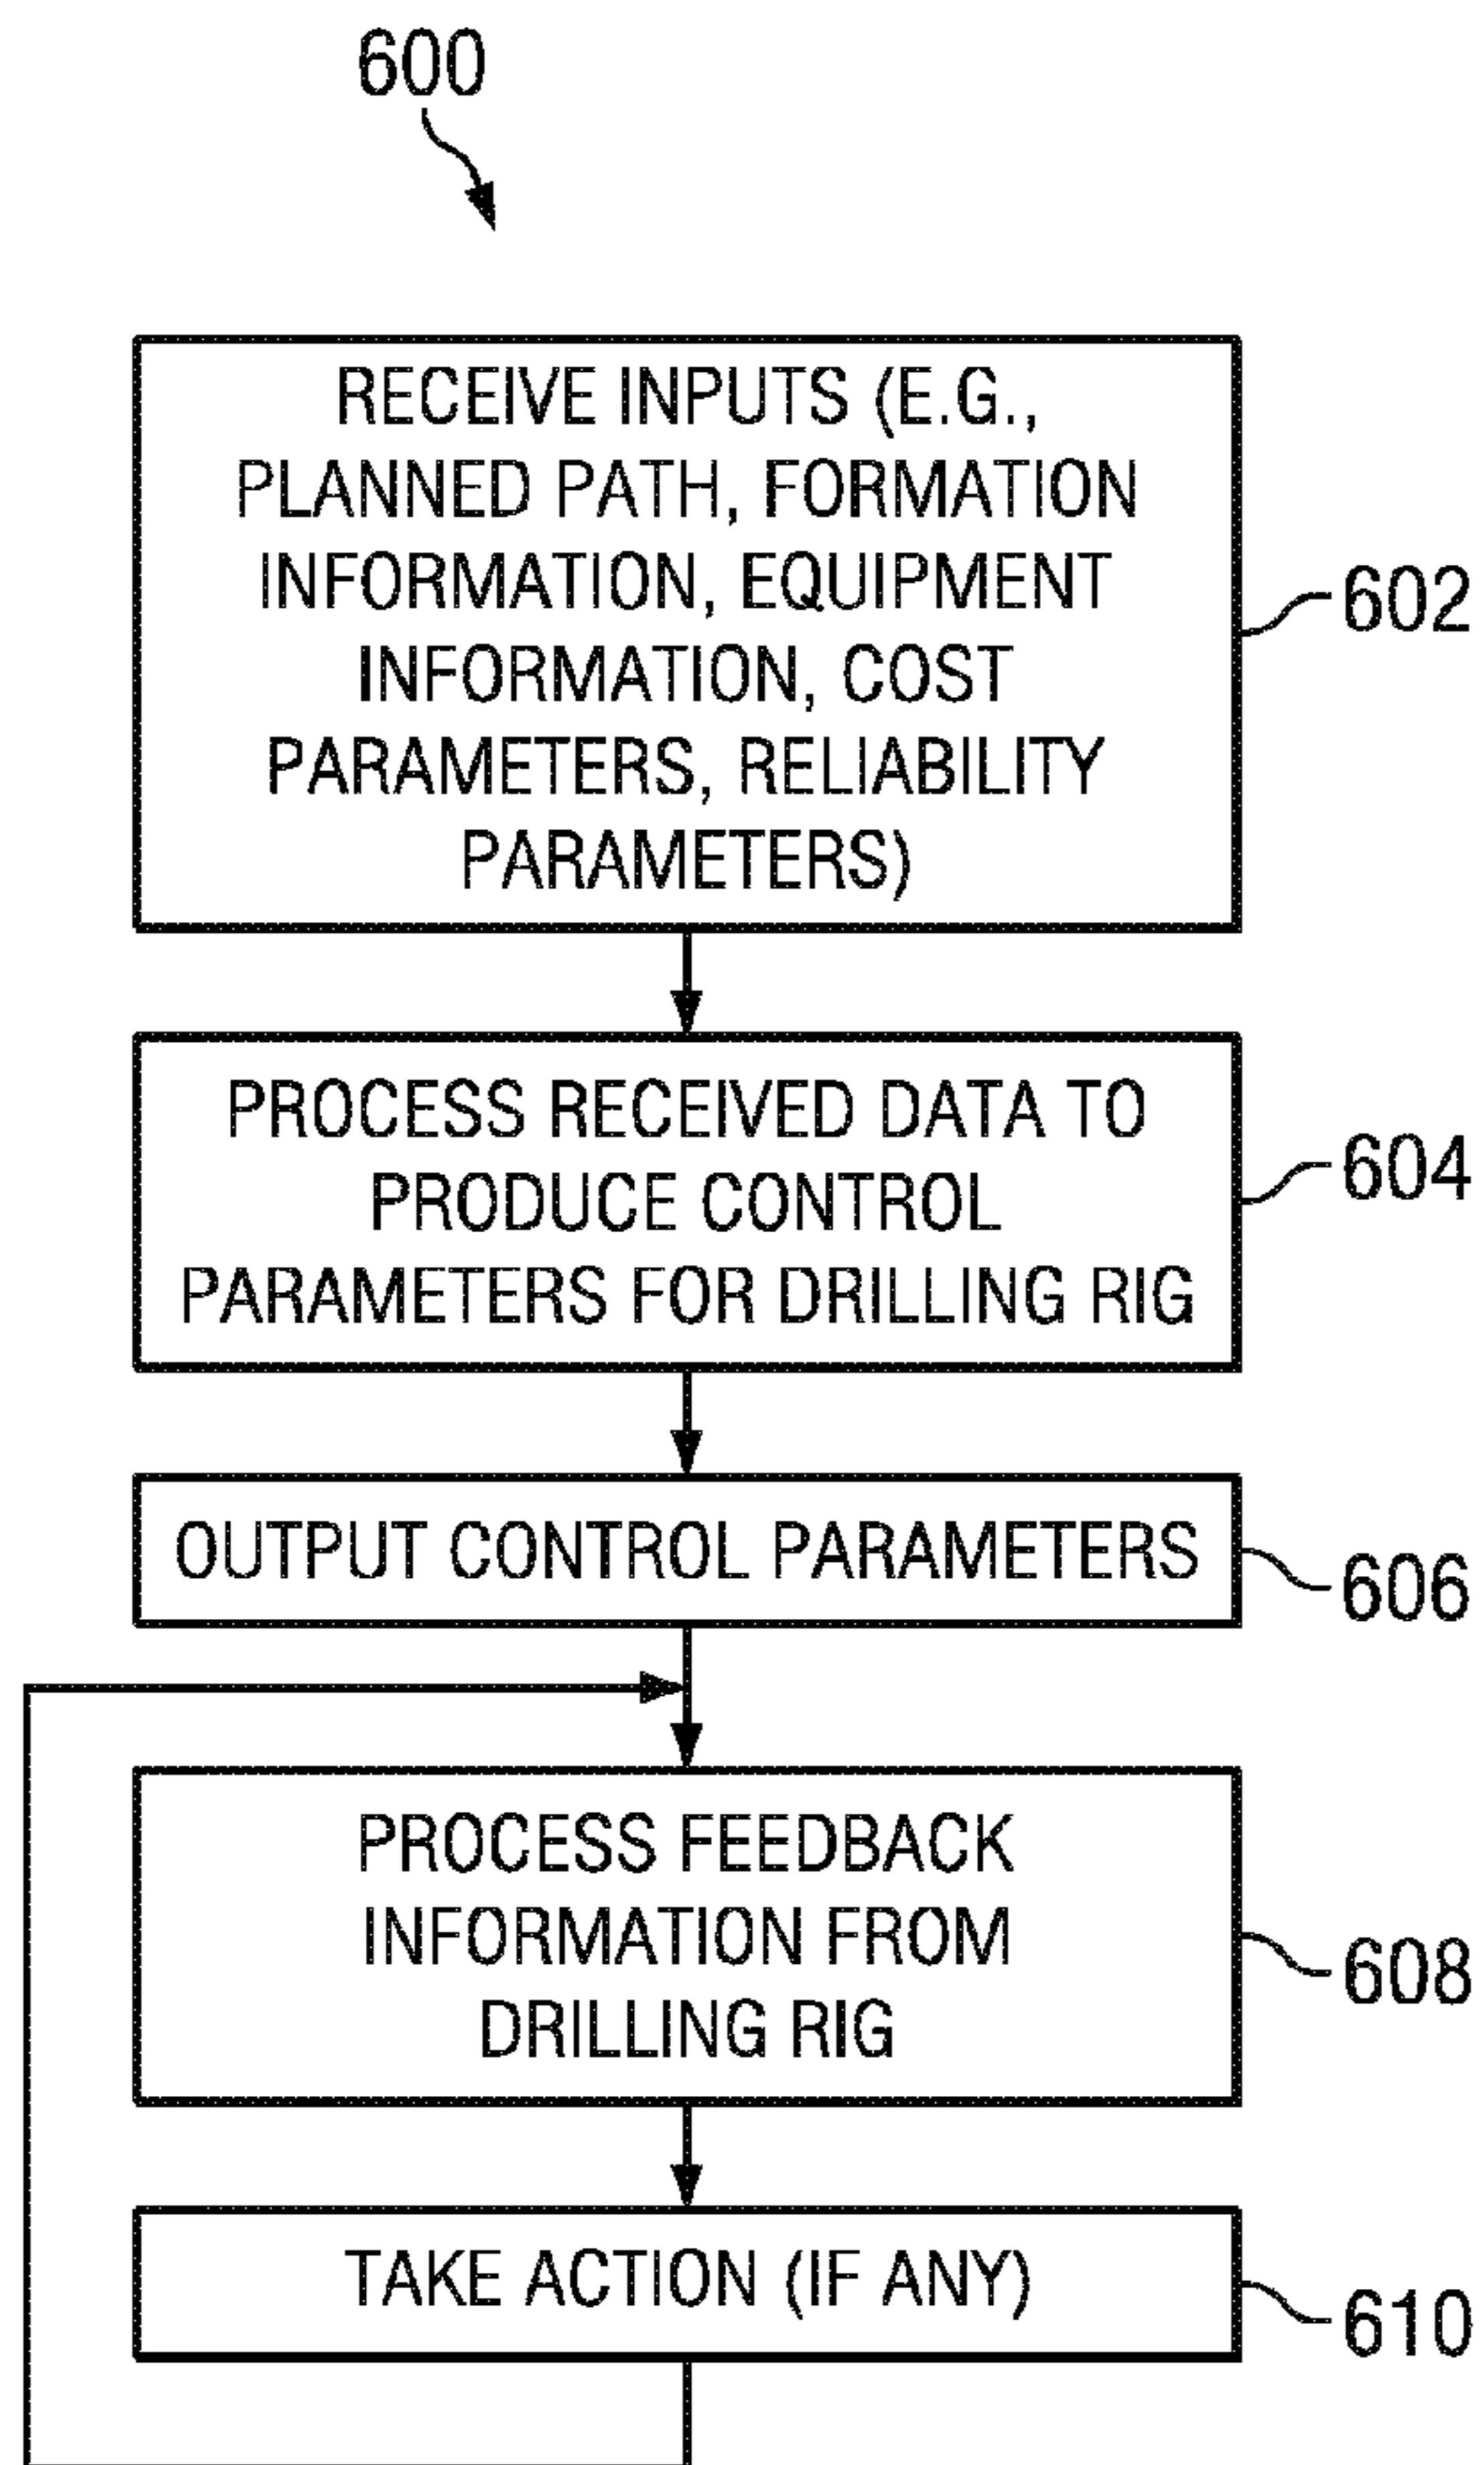 600
RECEIVE INPUTS (E.G.,
PLANNED PATH, FORMATION
INFORMATION, EQUIPMENT
INFORMATION, COST
PARAMETERS, RELIABILITY
PARAMETERS)
602
PROCESS RECEIVED DATA TO
PRODUCE CONTROL
PARAMETERS FOR DRILLING RIG
604
OUTPUT CONTROL PARAMETERS
606
PROCESS FEEDBACK
INFORMATION FROM
DRILLING RIG
608
TAKE ACTION (IF ANY)
610